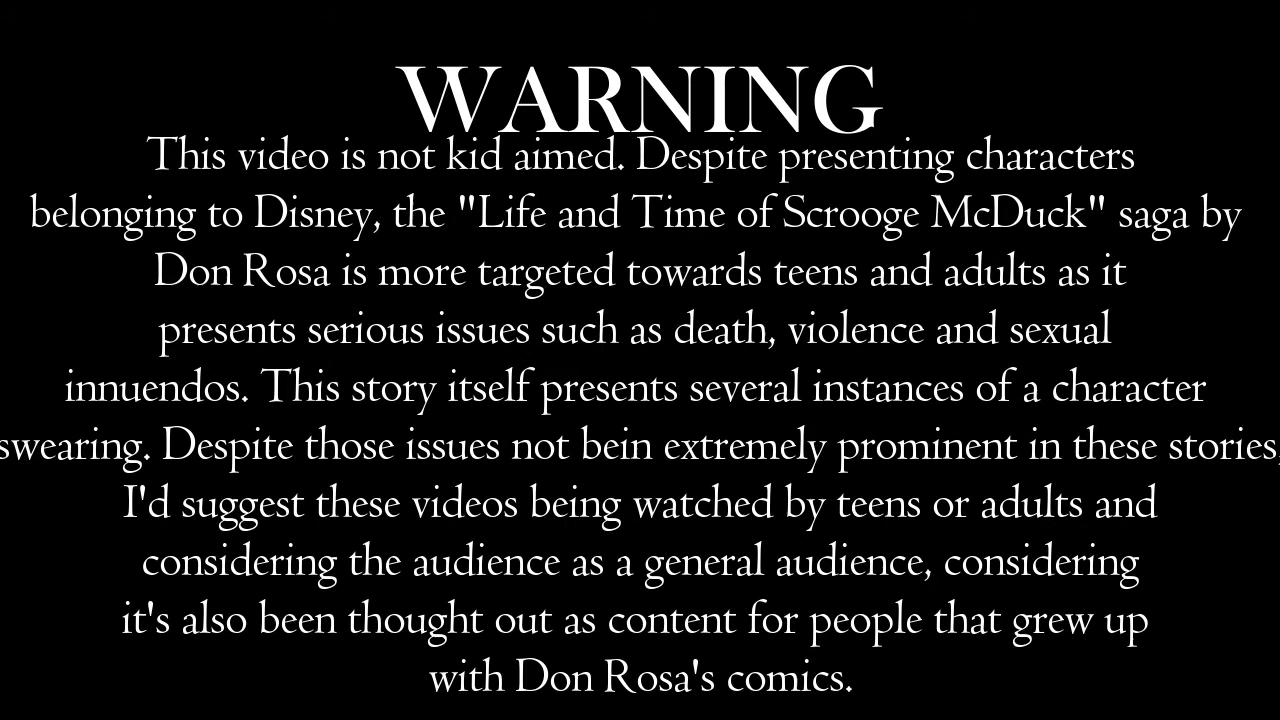 WARNING
This video is not kid aimed. Despite presenting characters
belonging to Disney, the "Life and Time of Scrooge McDuck" saga by
Don Rosa is more targeted towards teens and adults as it
presents serious issues such as death, violence and sexual
innuendos. This story itself presents several instances of a character
swearing. Despite those issues not bein extremely prominent in these stories,
I'd suggest these videos being watched by teens or adults and
considering the audience as a general audience, considering
it's also been thought out as content for people that grew up
with Don Rosa's comics.